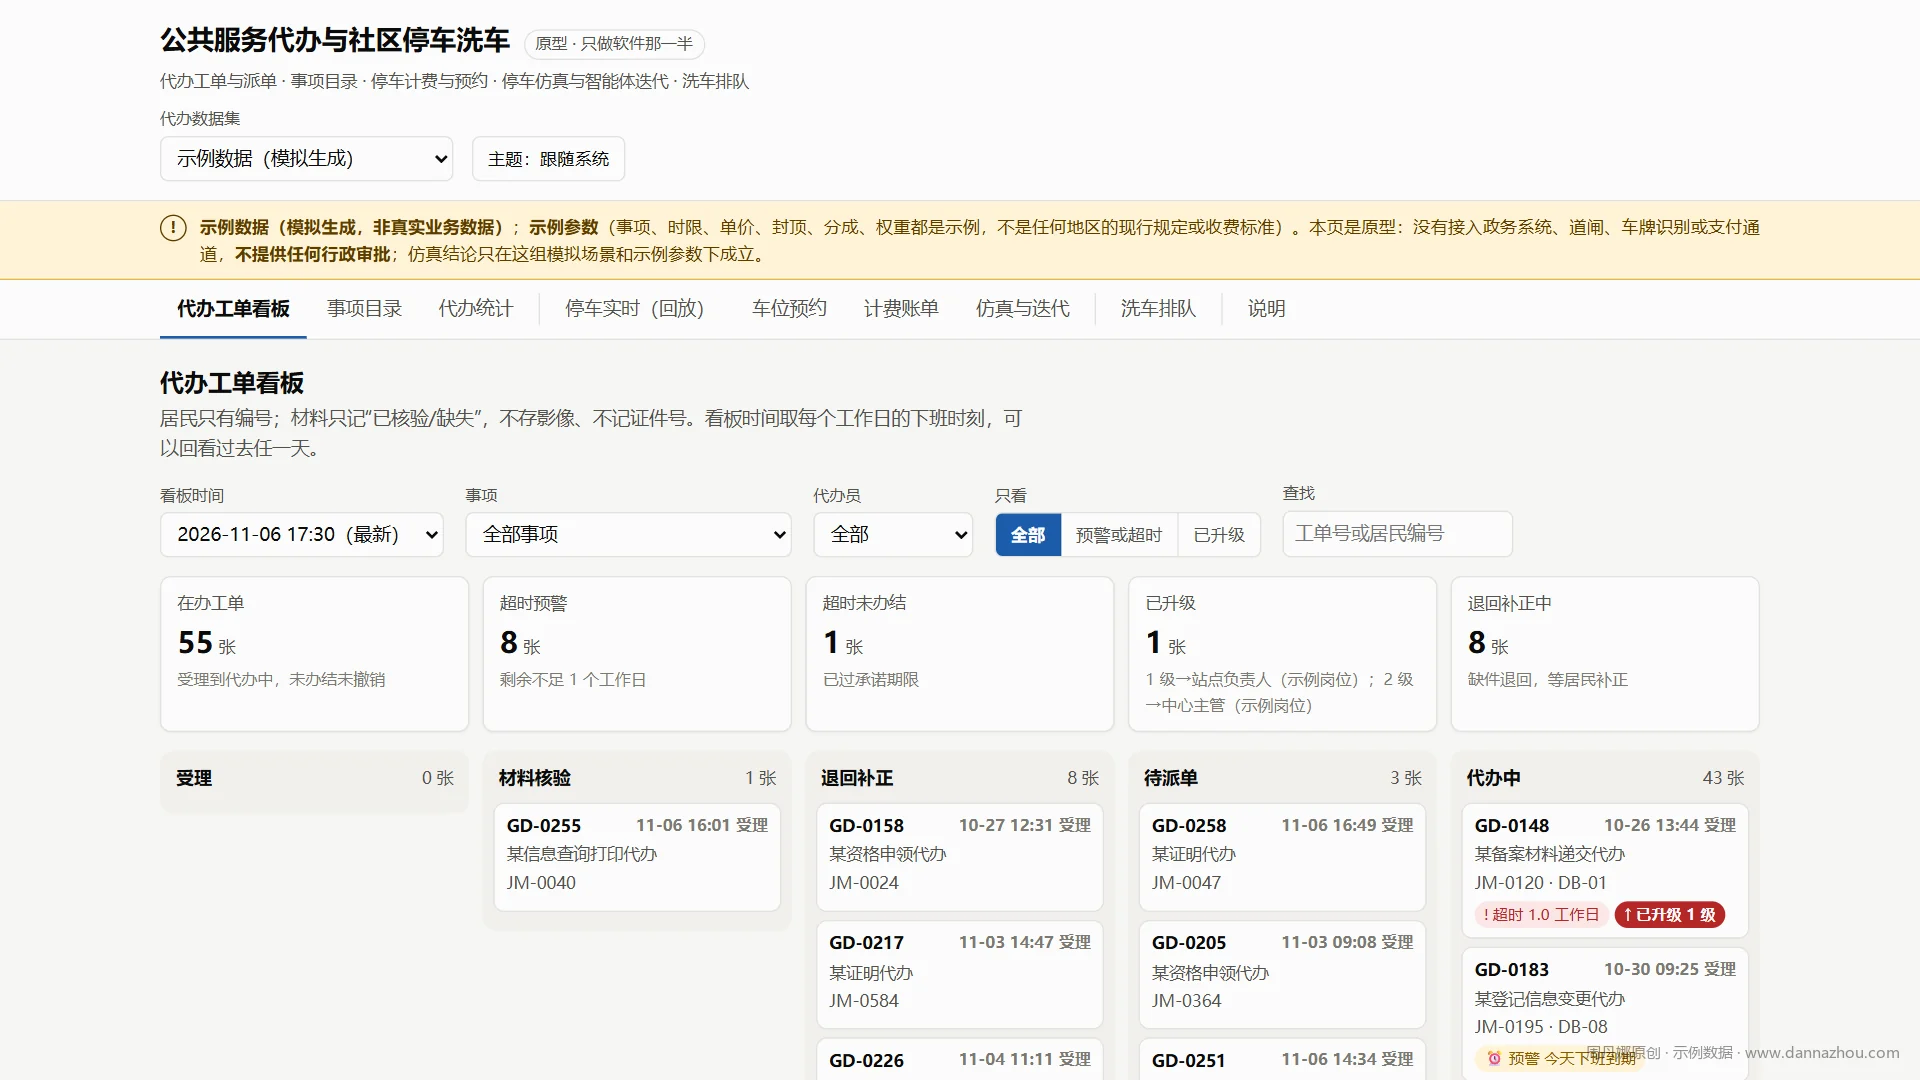 公共服务代办与社区停车洗车
原型 · 只做软件那一半
代办工单与派单 · 事项目录 · 停车计费与预约 · 停车仿真与智能体迭代 · 洗车排队
代办数据集
示例数据（模拟生成）
主题：跟随系统
示例数据（模拟生成，非真实业务数据）；示例参数（事项、时限、单价、封顶、分成、权重都是示例，不是任何地区的现行规定或收费标准）。本页是原型：没有接入政务系统、道闸、车牌识别或支付通
道，不提供任何行政审批；仿真结论只在这组模拟场景和示例参数下成立。
代办工单看板 事项目录 代办统计 停车实时（回放） 车位预约 计费账单 仿真与迭代 洗车排队 说明
代办工单看板
居民只有编号；材料只记“已核验/缺失”，不存影像、不记证件号。看板时间取每个工作日的下班时刻，可
以回看过去任一天。
看板时间 事项 代办员 只看 查找
2026-11-06 17:30（最新） 全部事项 全部 全部 预警或超时 已升级 工单号或居民编号
在办工单
55 张
受理到代办中，未办结未撤销
超时预警
8 张
剩余不足 1 个工作日
超时未办结
1 张
已过承诺期限
已升级
1 张
1 级→站点负责人（示例岗位）；2 级
→中心主管（示例岗位）
退回补正中
8 张
缺件退回，等居民补正
受理 0 张
材料核验 1 张
GD-0255 11-06 16:01 受理
某信息查询打印代办
JM-0040
退回补正 8 张
GD-0158 10-27 12:31 受理
某资格申领代办
JM-0024
GD-0217 11-03 14:47 受理
某证明代办
JM-0584
GD-0226 11-04 11:11 受理
待派单 3 张
GD-0258 11-06 16:49 受理
某证明代办
JM-0047
GD-0205 11-03 09:08 受理
某资格申领代办
JM-0364
GD-0251 11-06 14:34 受理
代办中 43 张
GD-0148 10-26 13:44 受理
某备案材料递交代办
JM-0120 · DB-01
! 超时 1.0 工作日 ↑已升级 1 级
GD-0183 10-30 09:25 受理
某登记信息变更代办
JM-0195 · DB-08
预警 今天下班到期
原创 · 示例数据 · www.dannazhou.com